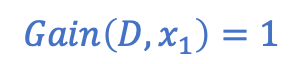 Gain(D, x₁) = 1